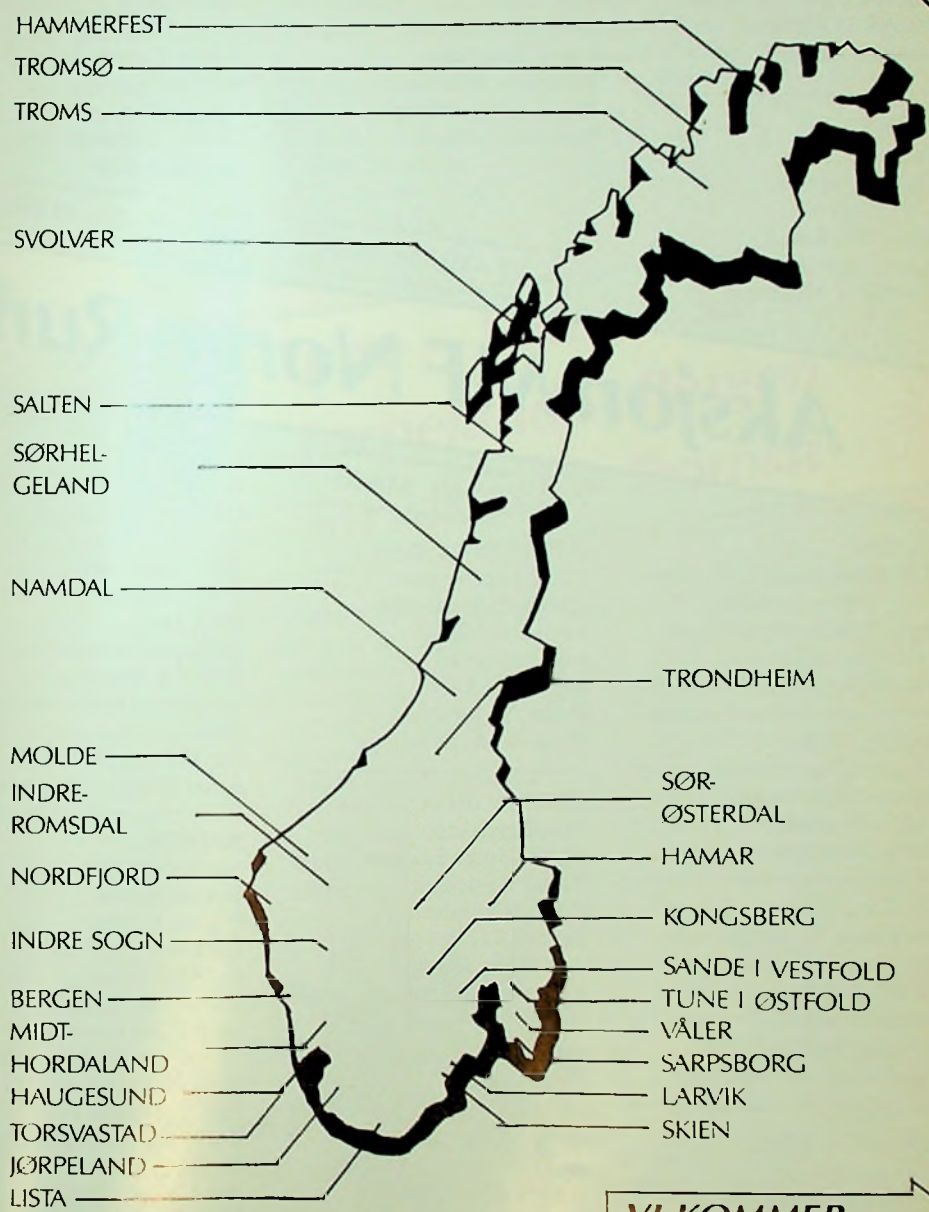 HAMMERFEST
TROMSØ
TROMS
SVOLVÆR
SALTEN
SØRHEL-
GELAND
NAMDAL
MOLDE
INDRE-
ROMSDAL
NORDFJORD
INDRE SOGN
BERGEN
MIDT-
HORDALAND
HAUGESUND
TORSVASTAD
JØRPELAND
LISTA
TRONDHEIM
SØR-
ØSTERDAL
HAMAR
KONGSBERG
SANDE I VESTFOLD
TUNE I ØSTFOLD
VÅLER
SARPSBORG
LARVIK
SKIEN
VI KOMMER